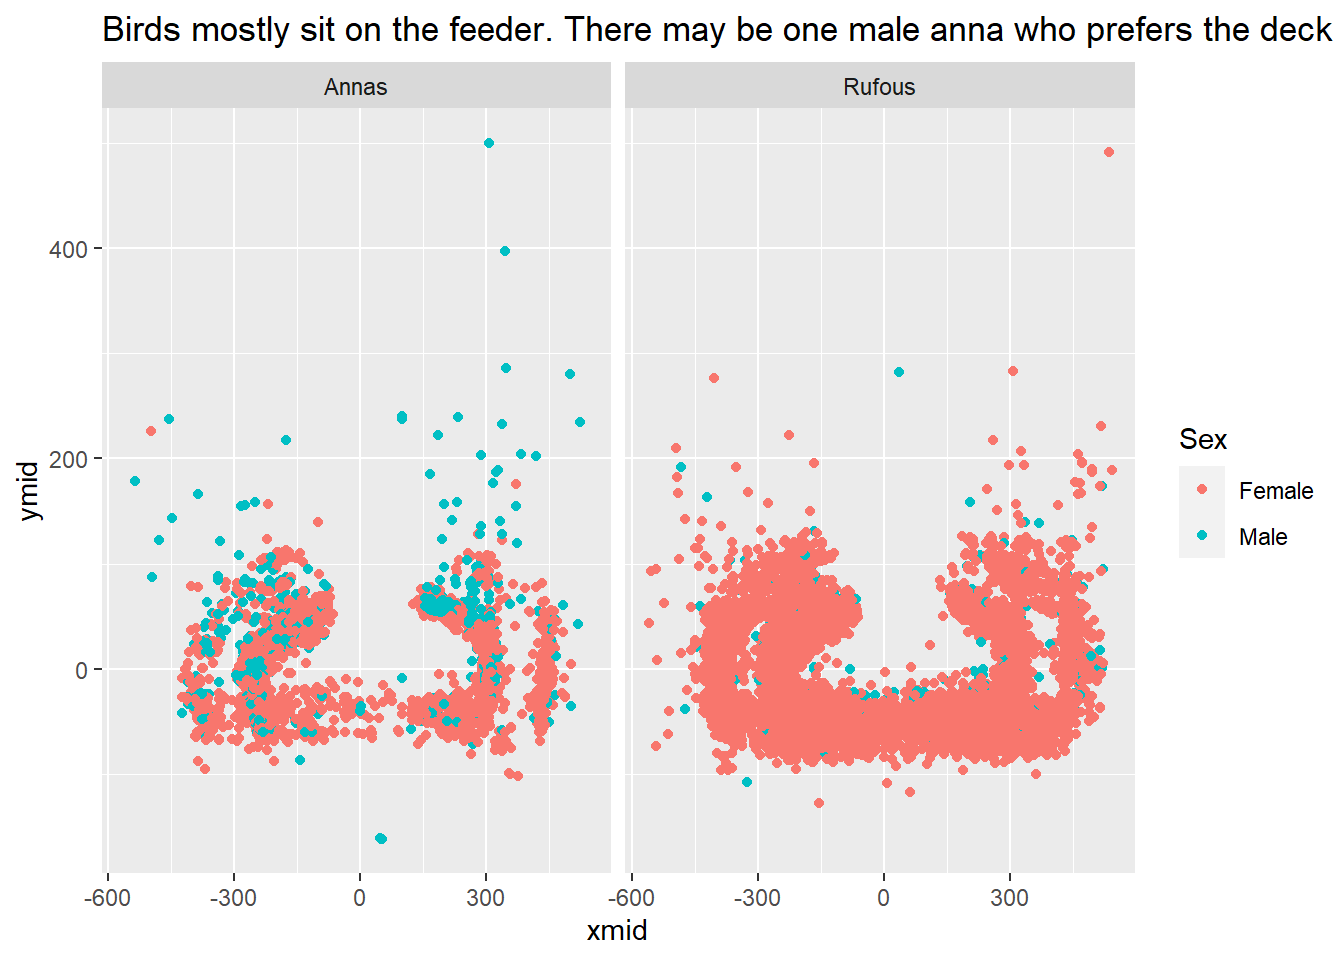 Birds mostly sit on the feeder. There may be one male anna who prefers the deck
Annas
Rufous
400
200
0
-600
-300
0
300
-600
-300
0
300
xmid
ymid
Sex
Female
Male